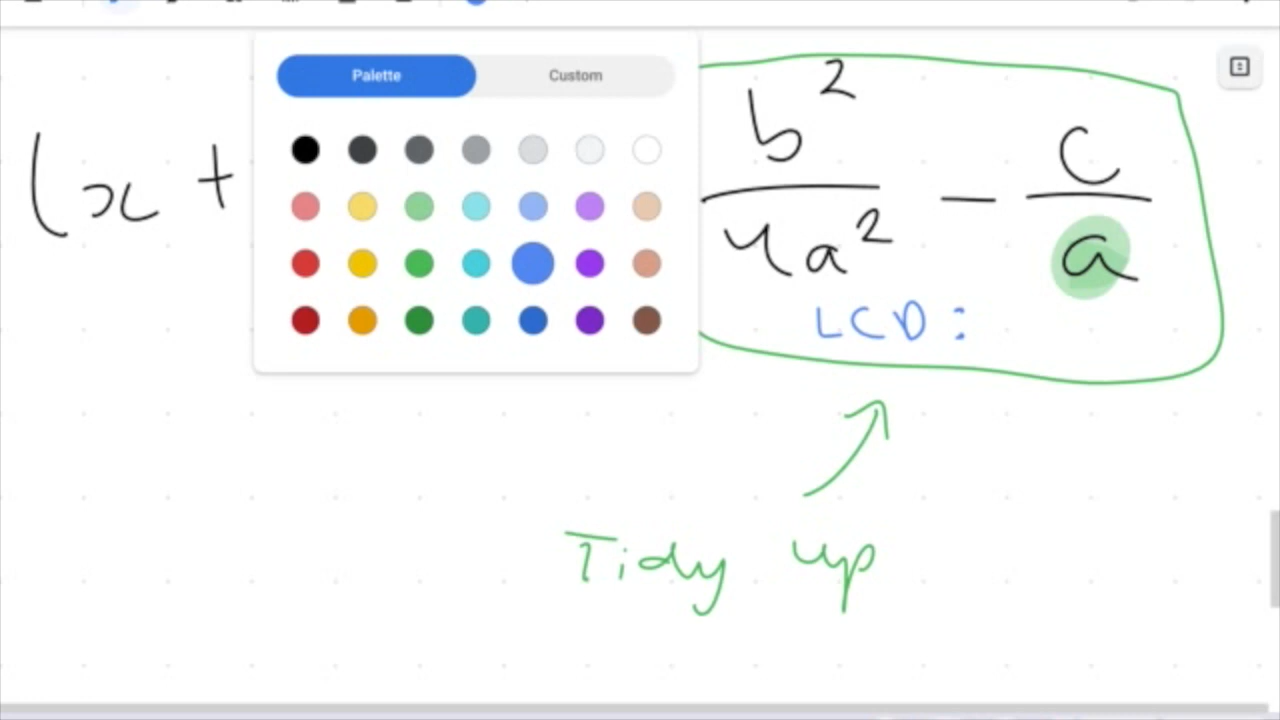 Palette Custom
(x + b² / 4a² − c / a
LCD :
Tidy up